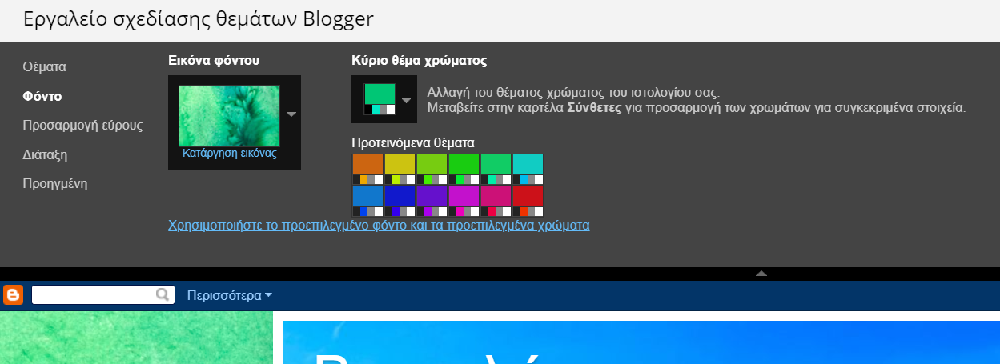 Εργαλείο σχεδίασης θεμάτων Blogger
Θέματα
Φόντο
Προσαρμογή εύρους
Διάταξη
Προηγμένη
Εικόνα φόντου
Κατάργηση εικόνας
Κύριο θέμα χρώματος
Αλλαγή του θέματος χρώματος του ιστολογίου σας.
Μεταβείτε στην καρτέλα Σύνθετες για προσαρμογή των χρωμάτων για συγκεκριμένα στοιχεία.
Προτεινόμενα θέματα
Χρησιμοποιήστε το προεπιλεγμένο φόντο και τα προεπιλεγμένα χρώματα
Περισσότερα